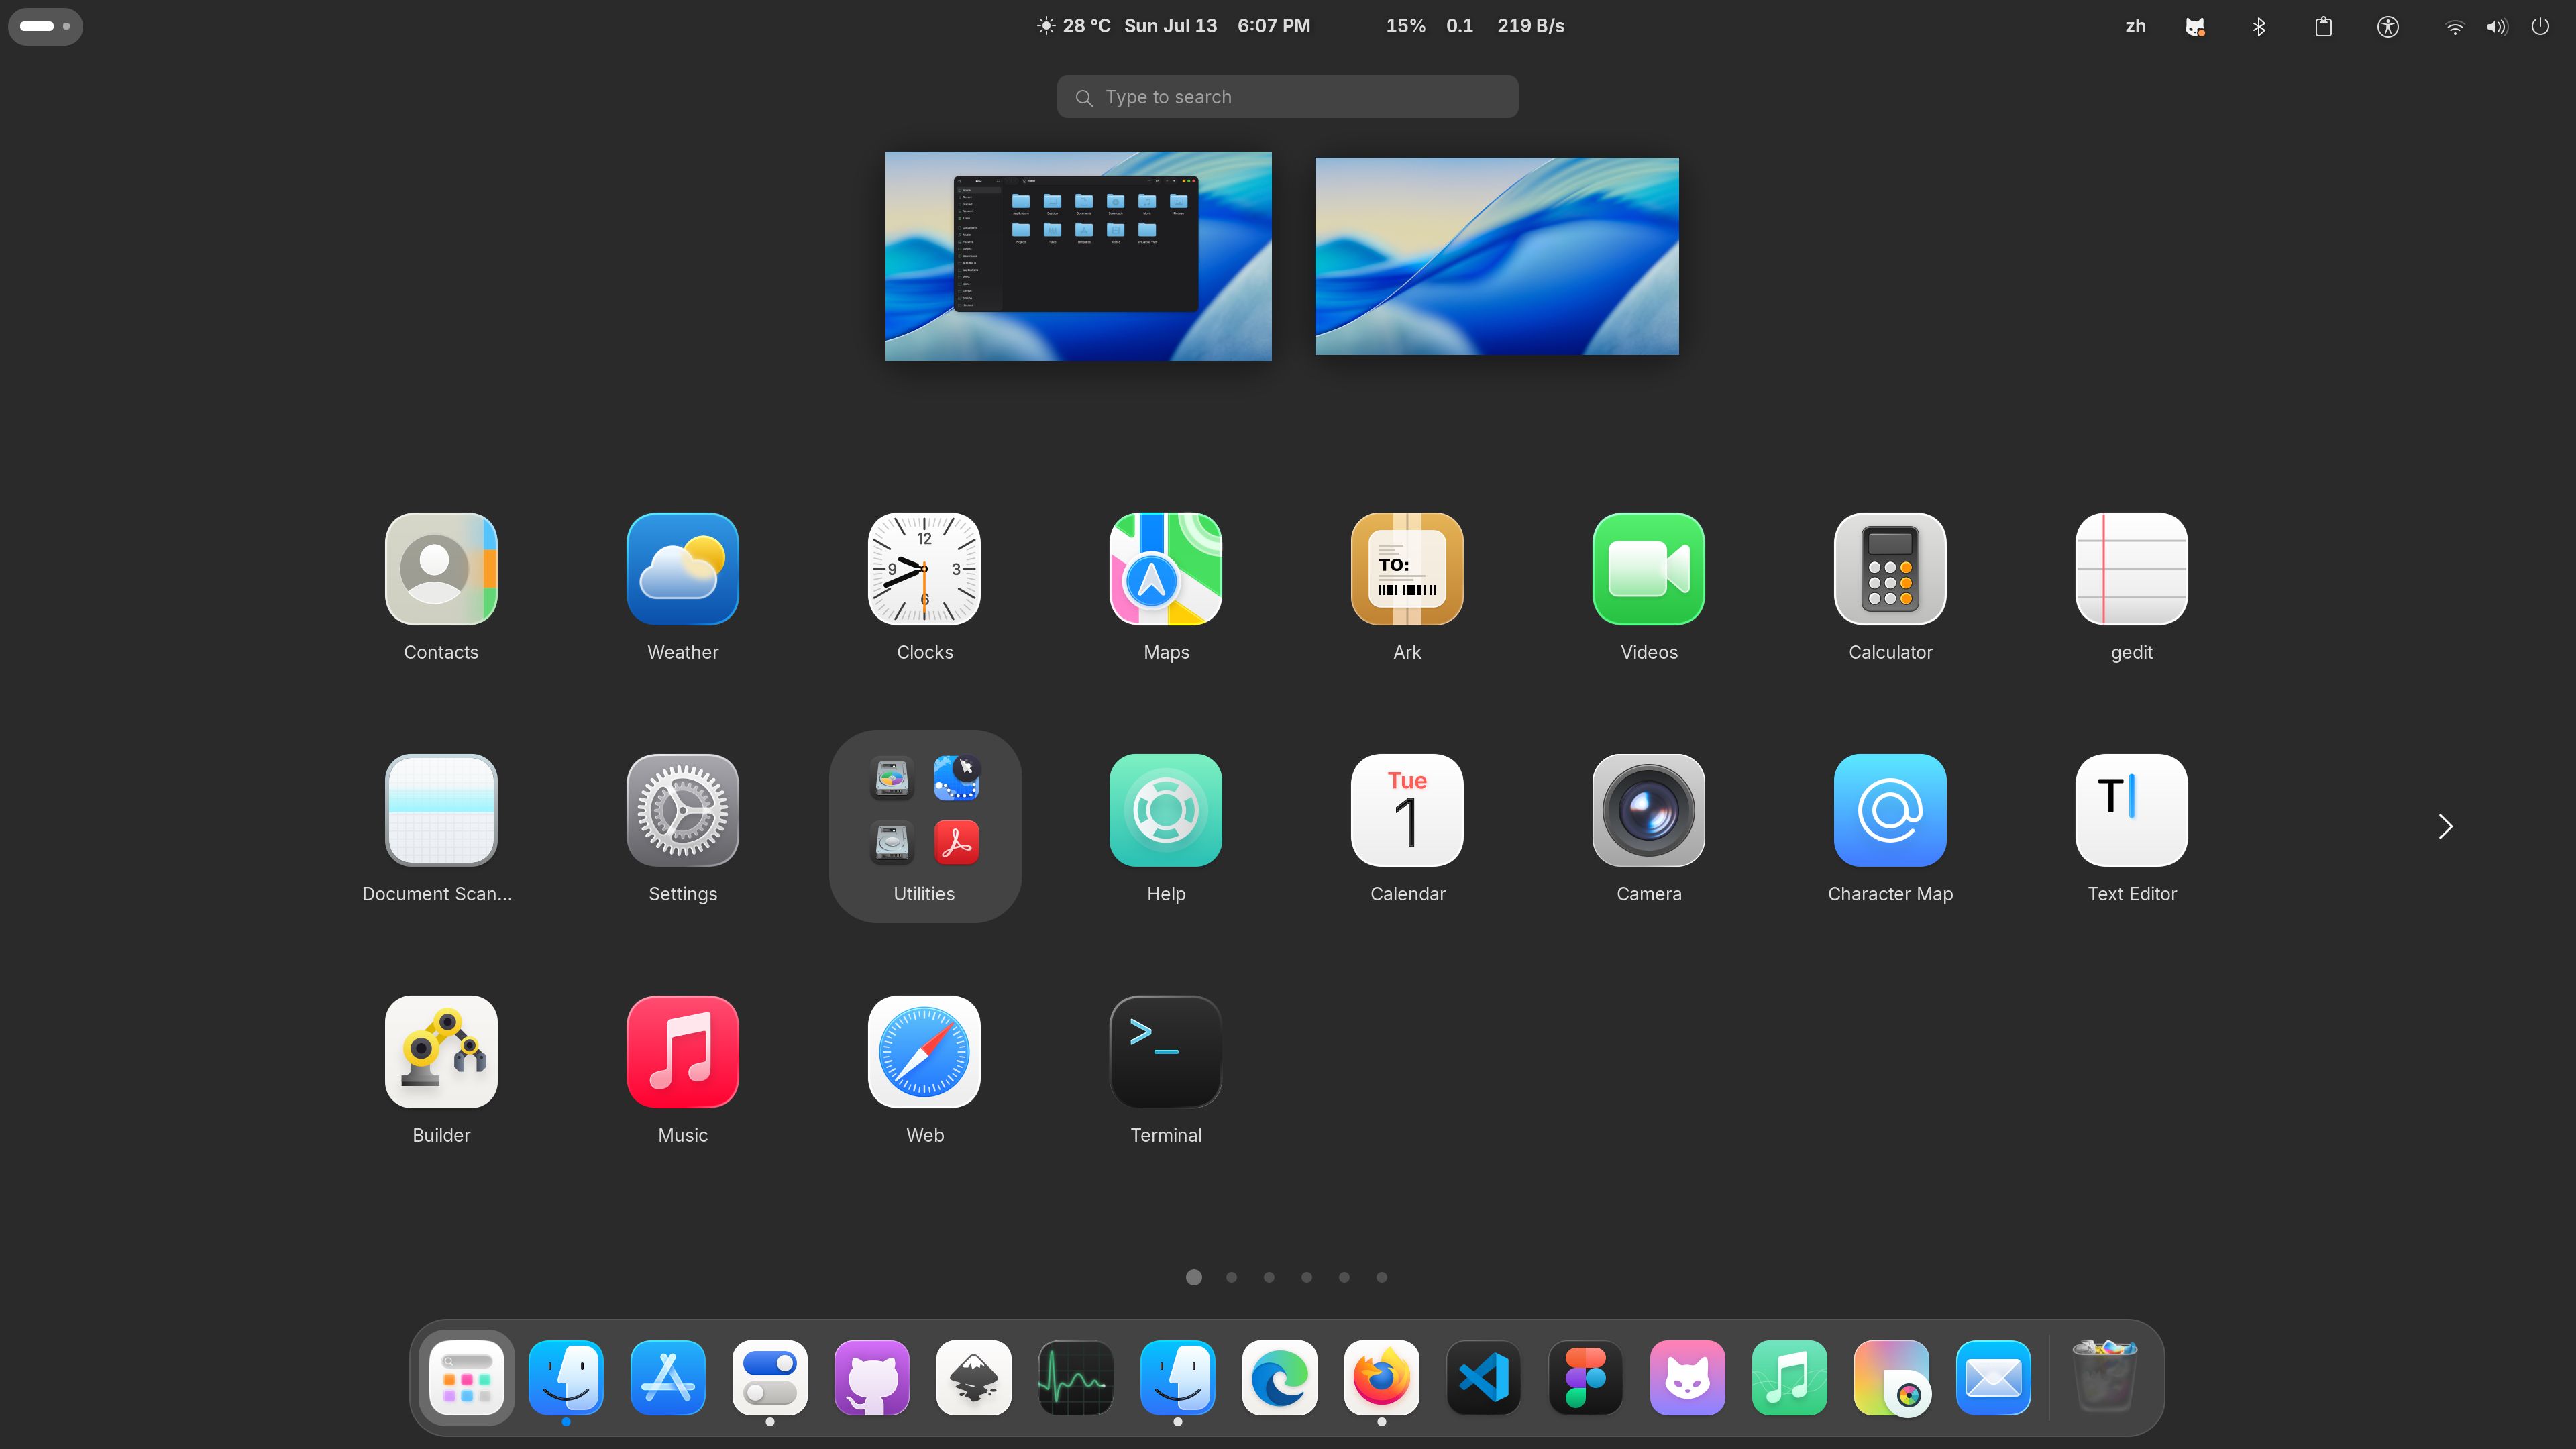 28 °C Sun Jul 13 6:07 PM 15% 0.1 219 B/s zh
Type to search
12
9 3
6
TO:
Contacts Weather Clocks Maps Ark Videos Calculator gedit
Tue
1
T
Document Scan... Settings Utilities Help Calendar Camera Character Map Text Editor
>_
Builder Music Web Terminal